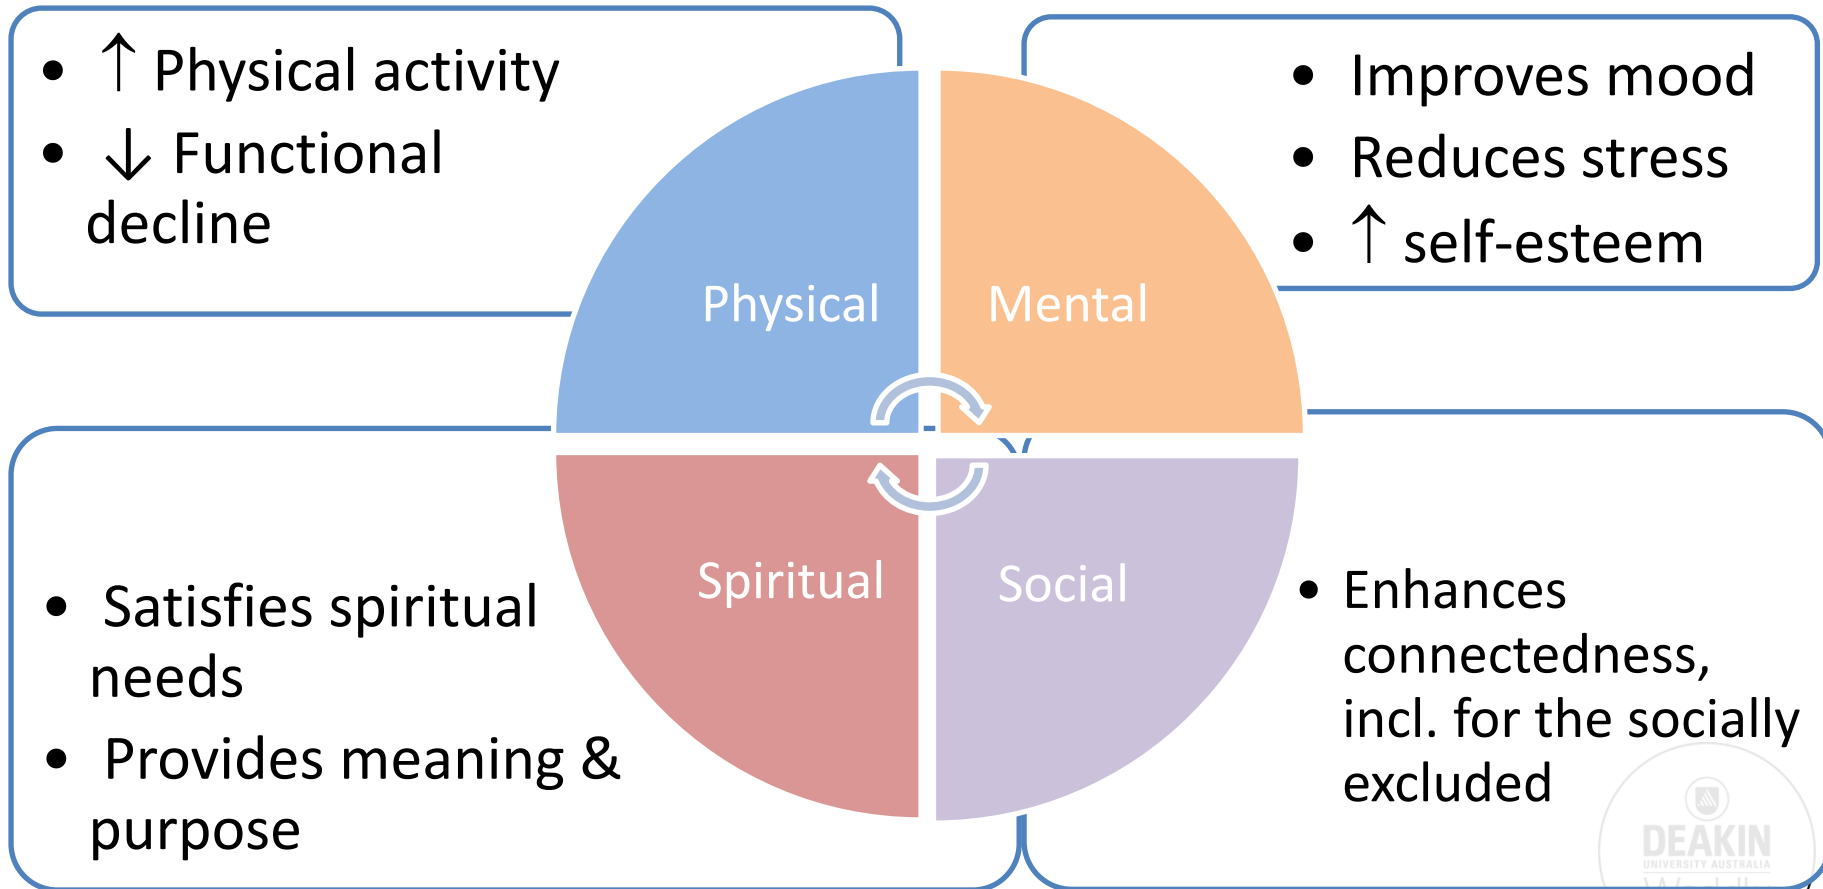 • ↑ Physical activity
• ↓ Functional
decline
• Improves mood
• Reduces stress
• ↑ self-esteem
Physical
Mental
Spiritual
Social
• Satisfies spiritual
needs
• Provides meaning &
purpose
• Enhances
connectedness,
incl. for the socially
excluded
DEAKIN
UNIVERSITY AUSTRALIA